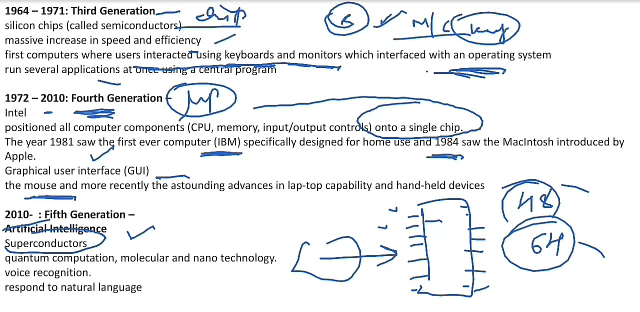 1964 – 1971: Third Generation chip
silicon chips (called semiconductors)
massive increase in speed and efficiency
first computers where users interacted using keyboards and monitors which interfaced with an operating system
run several applications at once using a central program
1972 – 2010: Fourth Generation - MP
Intel
positioned all computer components (CPU, memory, input/output controls) onto a single chip.
The year 1981 saw the first ever computer (IBM) specifically designed for home use and 1984 saw the MacIntosh introduced by
Apple.
Graphical user interface (GUI)
the mouse and more recently the astounding advances in lap-top capability and hand-held devices
2010- : Fifth Generation –
Artificial Intelligence
Superconductors
quantum computation, molecular and nano technology.
voice recognition.
respond to natural language
48
64